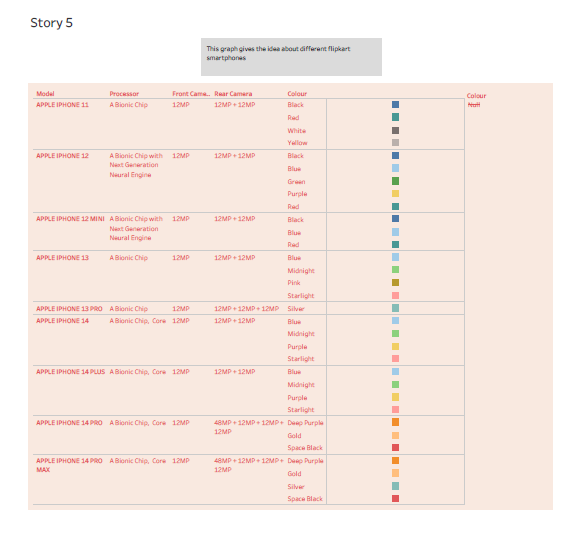 Story 5
This graph gives the idea about different flipkart
smartphones
Model Processor Front Came.. Rear Camera Colour
Colour
Null
APPLE IPHONE 11 A Bionic Chip 12MP 12MP + 12MP Black
Red
White
Yellow
APPLE IPHONE 12 A Bionic Chip with 12MP 12MP + 12MP Black
Next Generation Blue
Neural Engine
Green
Purple
Red
APPLE IPHONE 12 MINI A Bionic Chip with 12MP 12MP + 12MP Black
Next Generation Blue
Neural Engine
Red
APPLE IPHONE 13 A Bionic Chip 12MP 12MP + 12MP Blue
Midnight
Pink
Starlight
APPLE IPHONE 13 PRO A Bionic Chip 12MP 12MP + 12MP + 12MP Silver
APPLE IPHONE 14 A Bionic Chip, Core 12MP 12MP + 12MP Blue
Midnight
Purple
Starlight
APPLE IPHONE 14 PLUS A Bionic Chip, Core 12MP 12MP + 12MP Blue
Midnight
Purple
Starlight
APPLE IPHONE 14 PRO A Bionic Chip, Core 12MP 48MP + 12MP + 12MP + Deep Purple
12MP Gold
Space Black
APPLE IPHONE 14 PRO A Bionic Chip, Core 12MP 48MP + 12MP + 12MP + Deep Purple
MAX 12MP Gold
Silver
Space Black